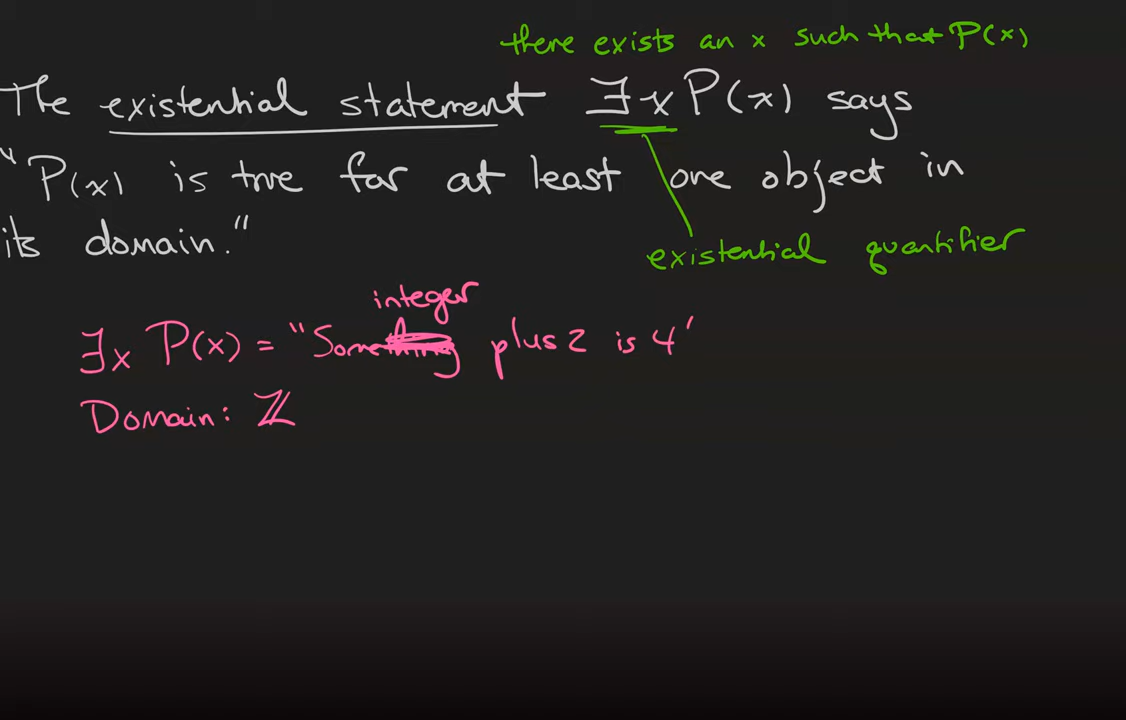 there exists an x such that P(x)
The existential statement ∃x P(x) says
"P(x) is true for at least one object in
its domain."
existential quantifier
integer
∃x P(x) = "Some plus 2 is 4'
Domain: ℤ